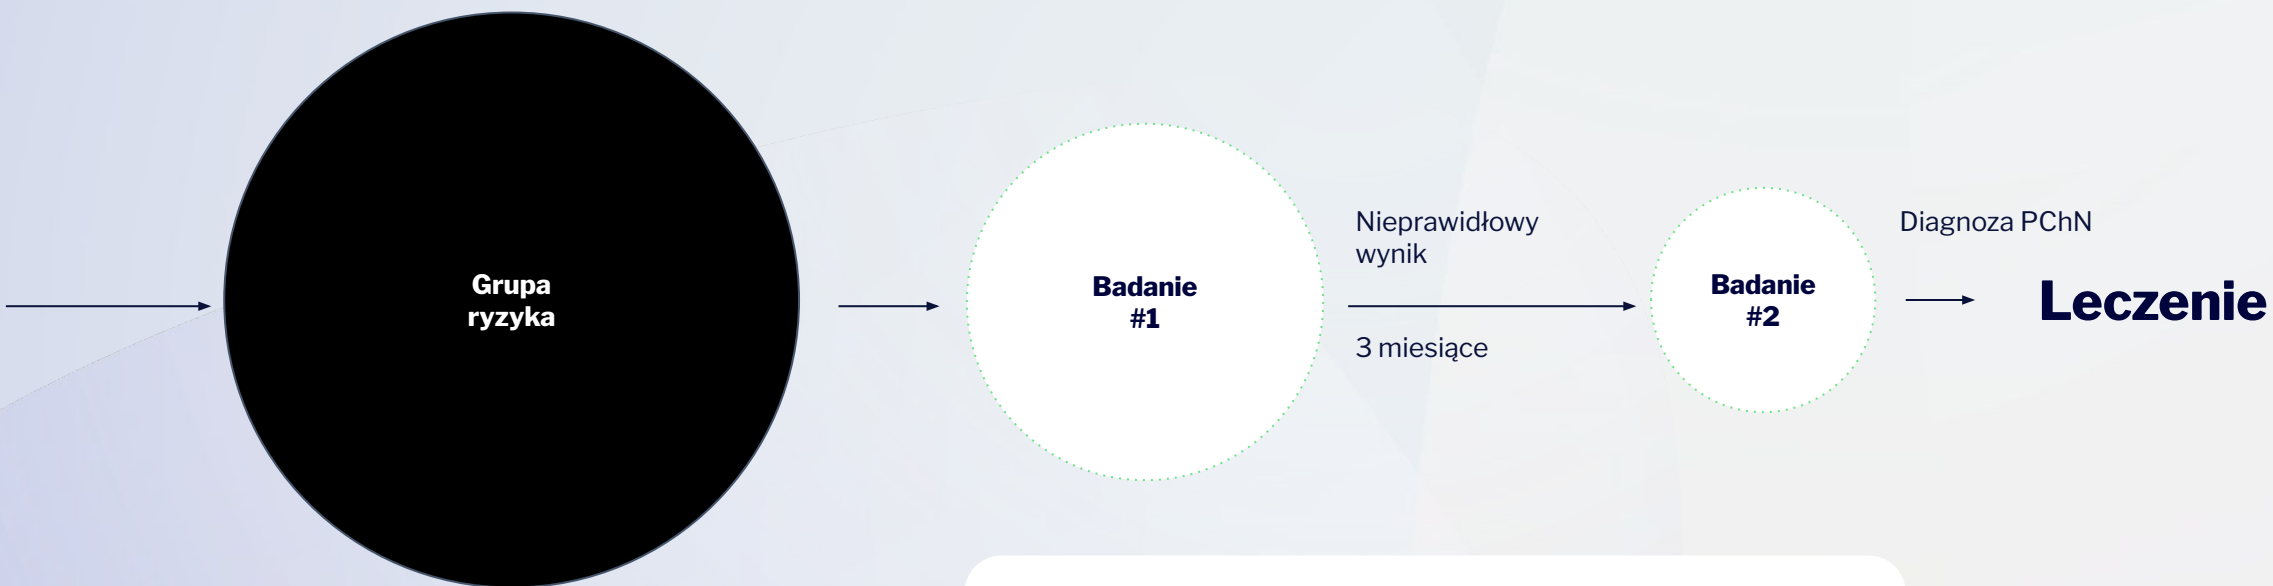 Grupa
ryzyka
Badanie
#1
Nieprawidłowy
wynik
3 miesiące
Badanie
#2
Diagnoza PChN
Leczenie